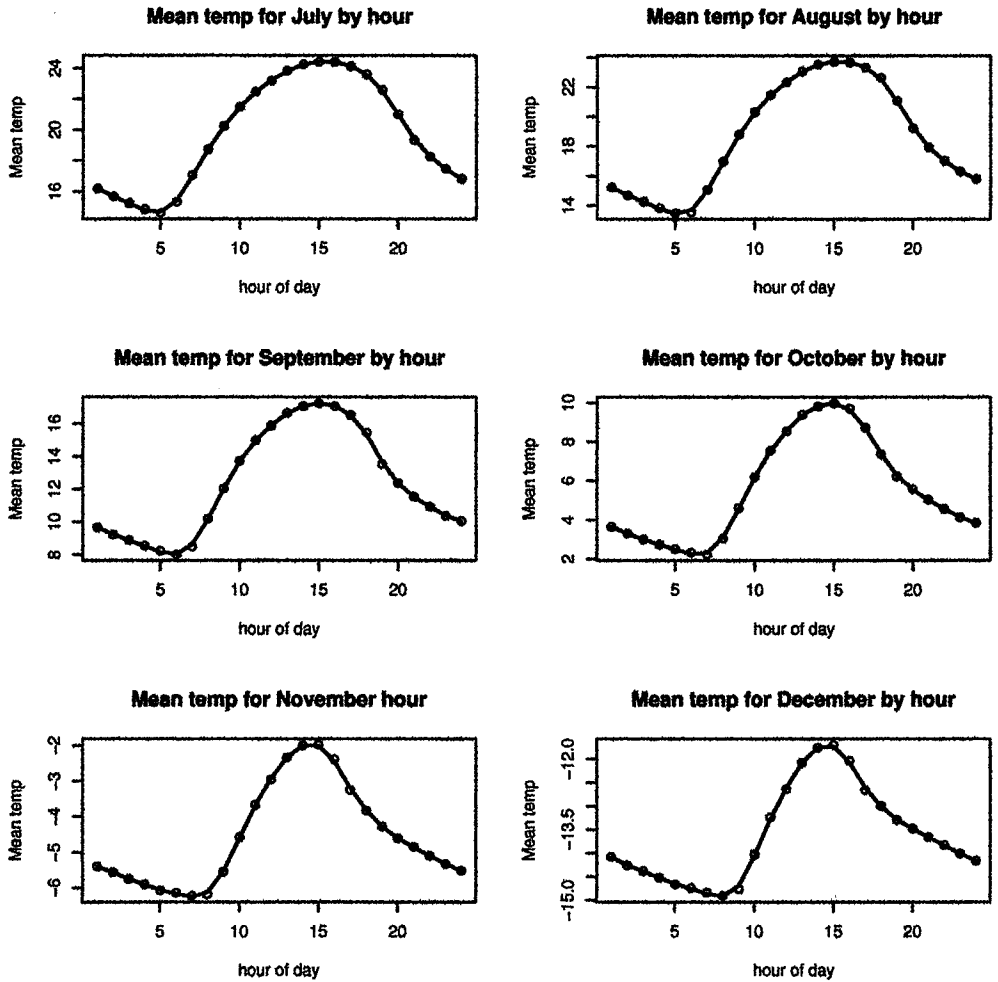 Mean temp for July by hour
Mean temp
24
20
16
5 10 15 20
hour of day
Mean temp for August by hour
Mean temp
22
18
14
5 10 15 20
hour of day
Mean temp for September by hour
Mean temp
16
14
12
10
8
5 10 15 20
hour of day
Mean temp for October by hour
Mean temp
10
8
6
4
2
5 10 15 20
hour of day
Mean temp for November hour
Mean temp
-2
-3
-4
-5
-6
5 10 15 20
hour of day
Mean temp for December by hour
Mean temp
-12.0
-13.5
-15.0
5 10 15 20
hour of day